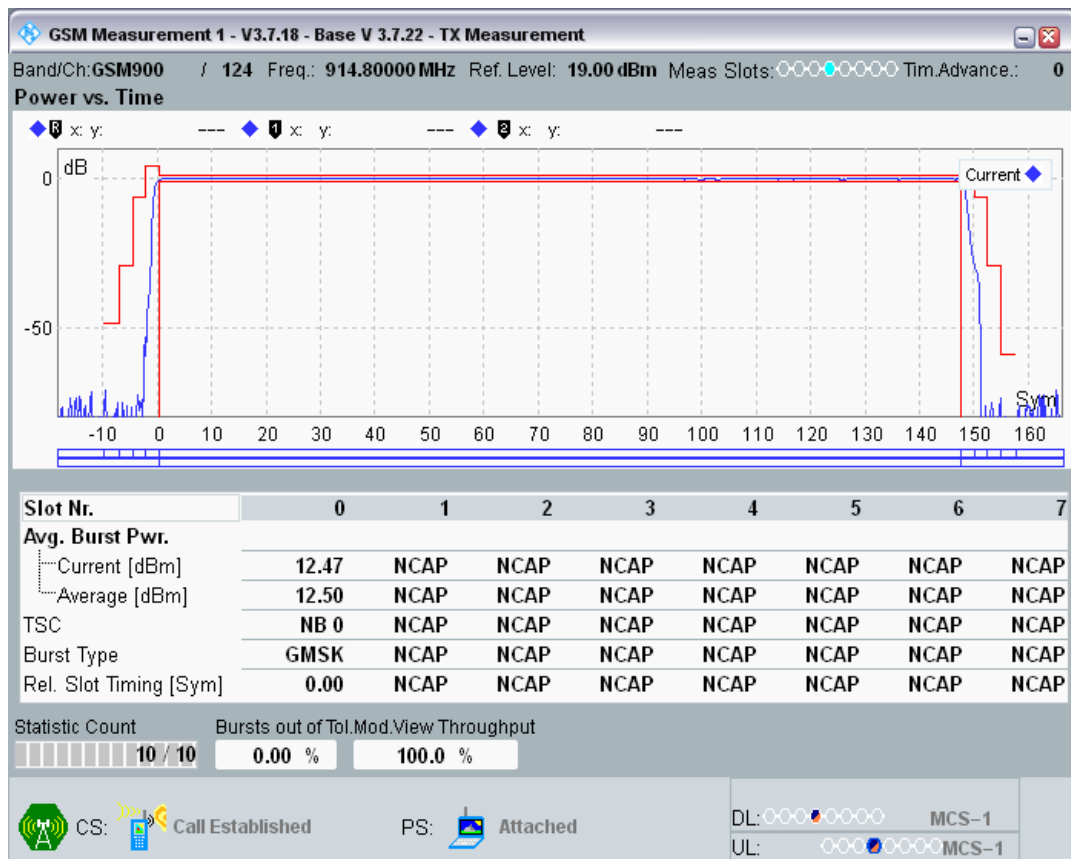 GSM Measurement 1 - V3.7.18 - Base V 3.7.22 - TX Measurement
Band/Ch:GSM900 / 124 Freq.: 914.80000 MHz Ref. Level: 19.00 dBm Meas Slots: Tim.Advance.: 0
Power vs. Time
R x: y: --- 1 x: y: --- 2 x: y: ---
dB
Current
0
-50
Sym
-10 0 10 20 30 40 50 60 70 80 90 100 110 120 130 140 150 160
Slot Nr. 0 1 2 3 4 5 6 7
Avg. Burst Pwr.
Current [dBm] 12.47 NCAP NCAP NCAP NCAP NCAP NCAP NCAP
Average [dBm] 12.50 NCAP NCAP NCAP NCAP NCAP NCAP NCAP
TSC NB 0 NCAP NCAP NCAP NCAP NCAP NCAP NCAP
Burst Type GMSK NCAP NCAP NCAP NCAP NCAP NCAP NCAP
Rel. Slot Timing [Sym] 0.00 NCAP NCAP NCAP NCAP NCAP NCAP NCAP
Statistic Count Bursts out of Tol.Mod.View Throughput
10 / 10 0.00 % 100.0 %
CS: Call Established PS: Attached
DL: MCS-1
UL: MCS-1